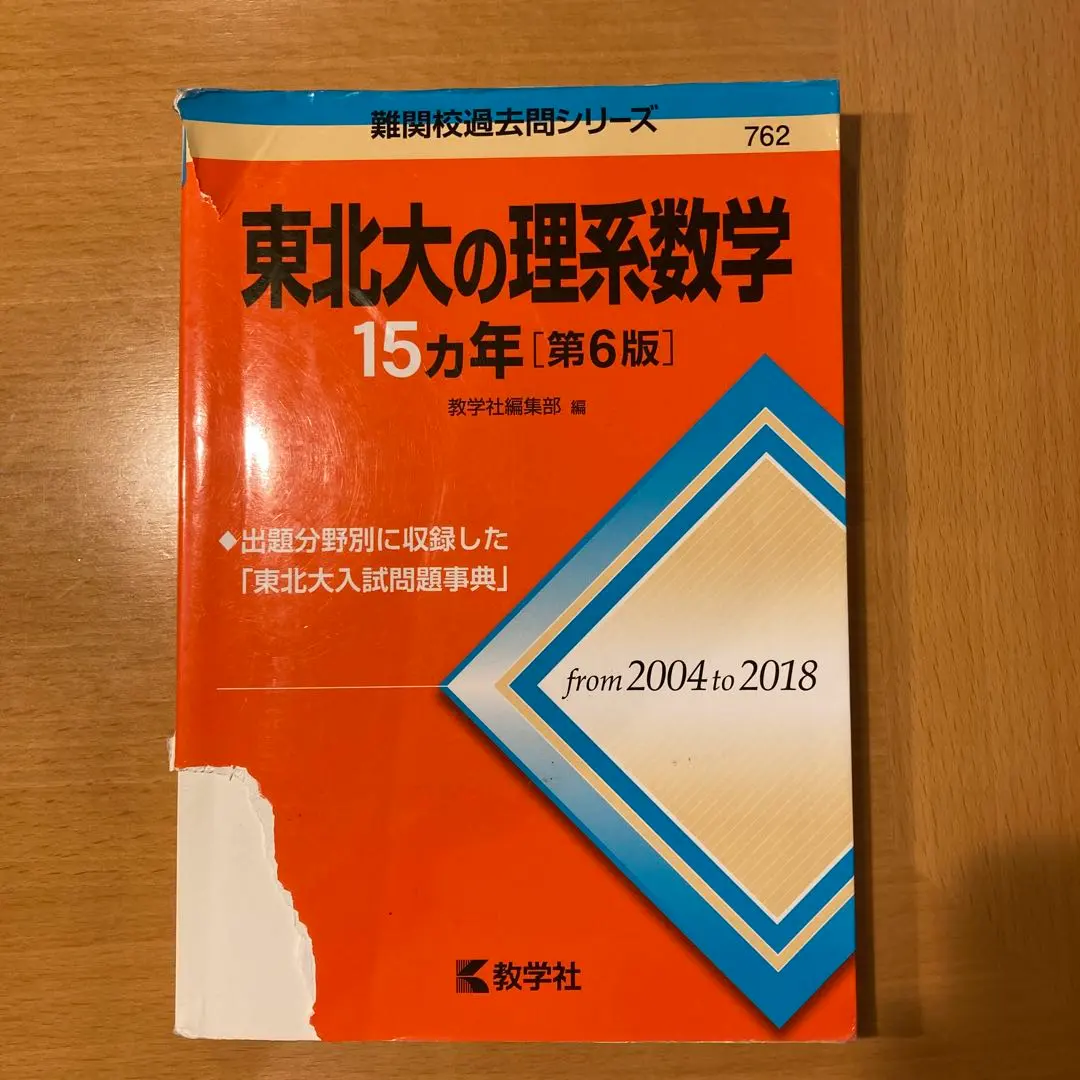 難関校過去問シリーズ
762
東北大の理系数学
15カ年[第6版]
教学社編集部 編
◆出題分野別に収録した
「東北大入試問題事典」
from 2004 to 2018
教学社